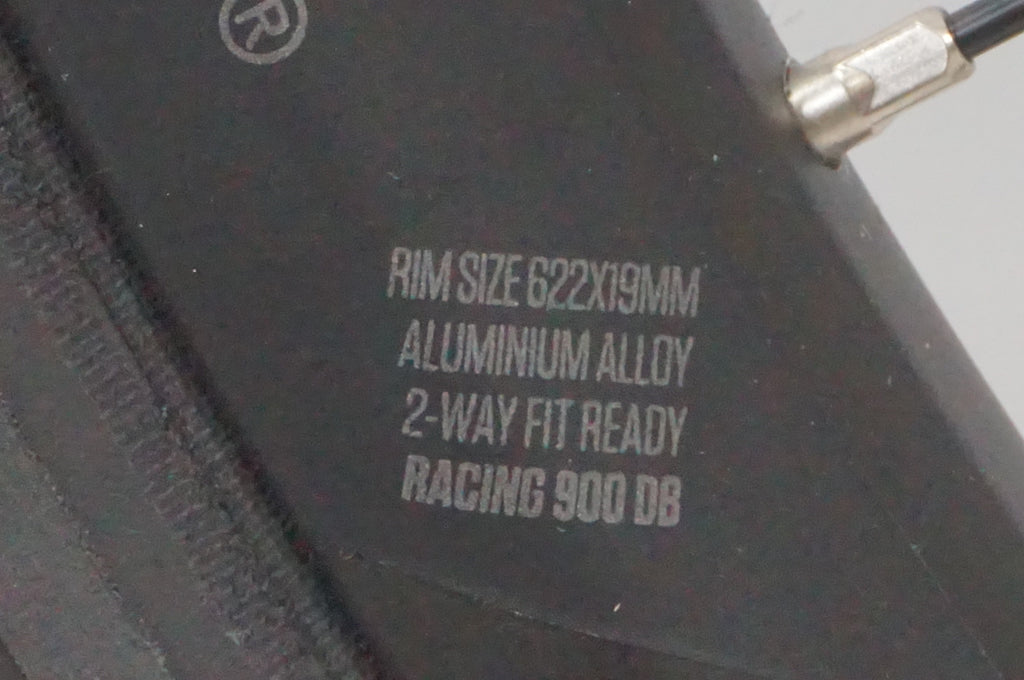 ®
RIM SIZE 622X19MM
ALUMINIUM ALLOY
2-WAY FIT READY
RACING 900 DB